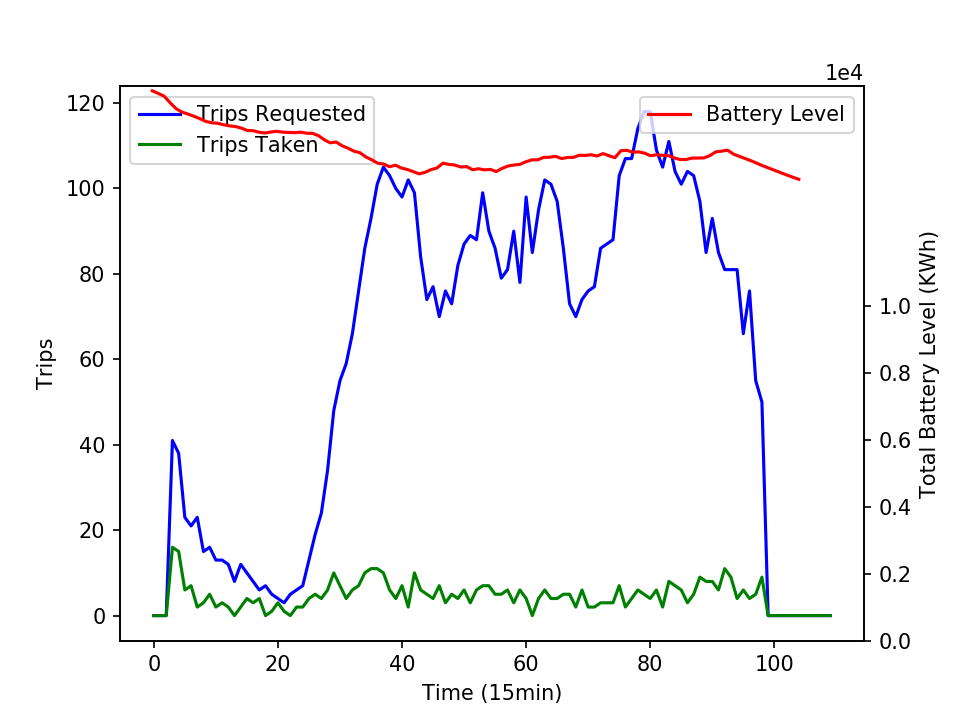 1e4
Trips Requested
Trips Taken
Battery Level
120
100
80
60
40
20
0
Trips
1.0
0.8
0.6
0.4
0.2
0.0
Total Battery Level (KWh)
0 20 40 60 80 100
Time (15min)